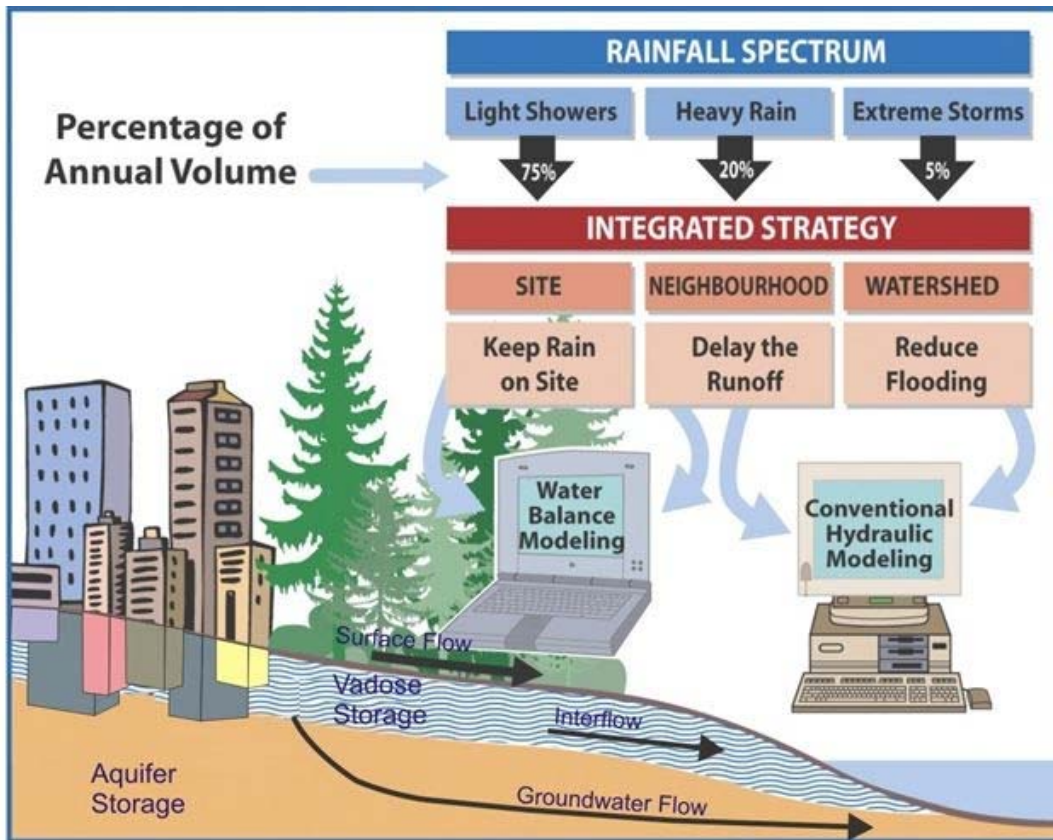 RAINFALL SPECTRUM
Light Showers
Heavy Rain
Extreme Storms
Percentage of
Annual Volume
75%
20%
5%
INTEGRATED STRATEGY
SITE
NEIGHBOURHOOD
WATERSHED
Keep Rain
on Site
Delay the
Runoff
Reduce
Flooding
Water
Balance
Modeling
Conventional
Hydraulic
Modeling
Surface Flow
Vadose
Storage
Interflow
Aquifer
Storage
Groundwater Flow